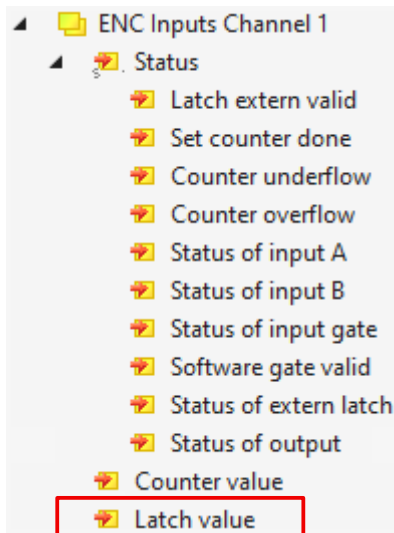 ENC Inputs Channel 1
Status
Latch extern valid
Set counter done
Counter underflow
Counter overflow
Status of input A
Status of input B
Status of input gate
Software gate valid
Status of extern latch
Status of output
Counter value
Latch value